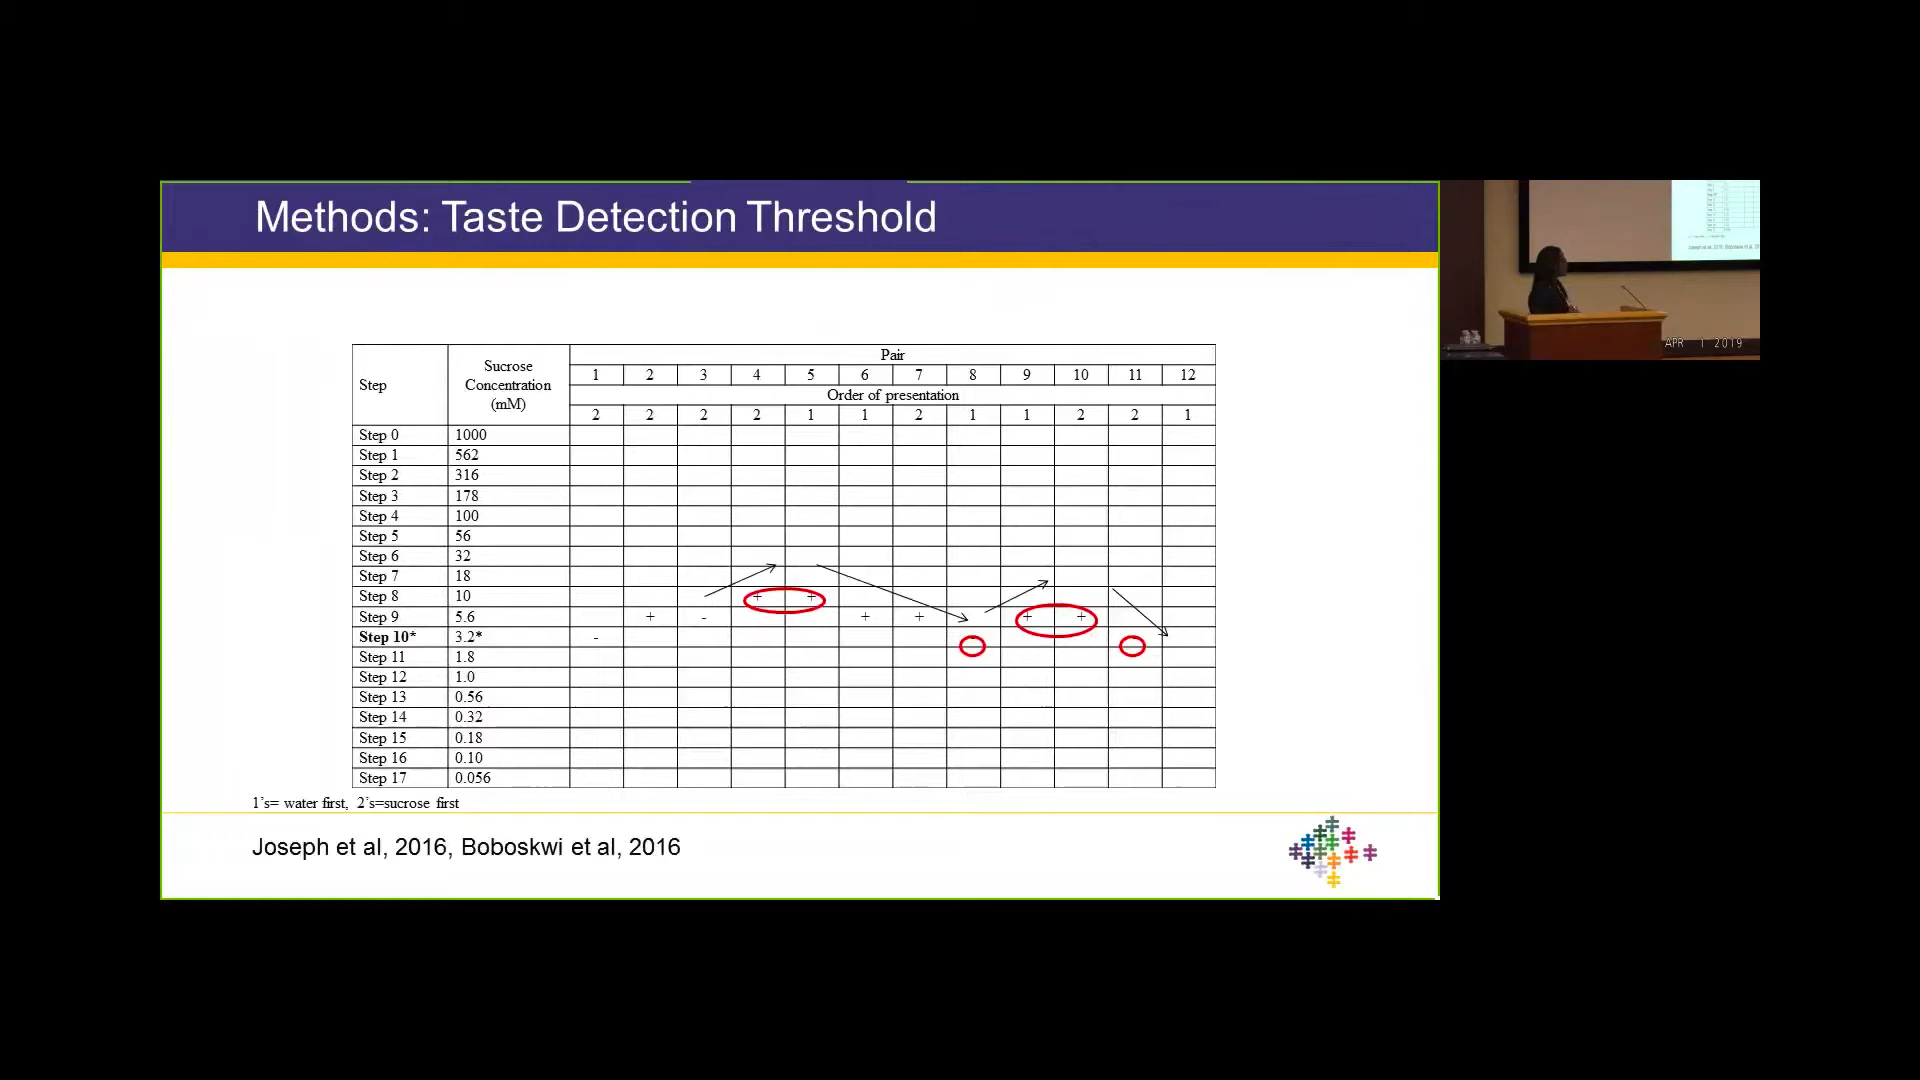 Methods: Taste Detection Threshold
Step Sucrose Concentration (mM) Pair
1 2 3 4 5 6 7 8 9 10 11 12
Order of presentation
2 2 2 2 1 1 2 1 1 2 2 1
Step 0 1000
Step 1 562
Step 2 316
Step 3 178
Step 4 100
Step 5 56
Step 6 32
Step 7 18
Step 8 10 + +
Step 9 5.6 + - + + + +
Step 10* 3.2* -
Step 11 1.8
Step 12 1.0
Step 13 0.56
Step 14 0.32
Step 15 0.18
Step 16 0.10
Step 17 0.056
1's= water first, 2's=sucrose first
Joseph et al, 2016, Boboskwi et al, 2016
APR 1 2019